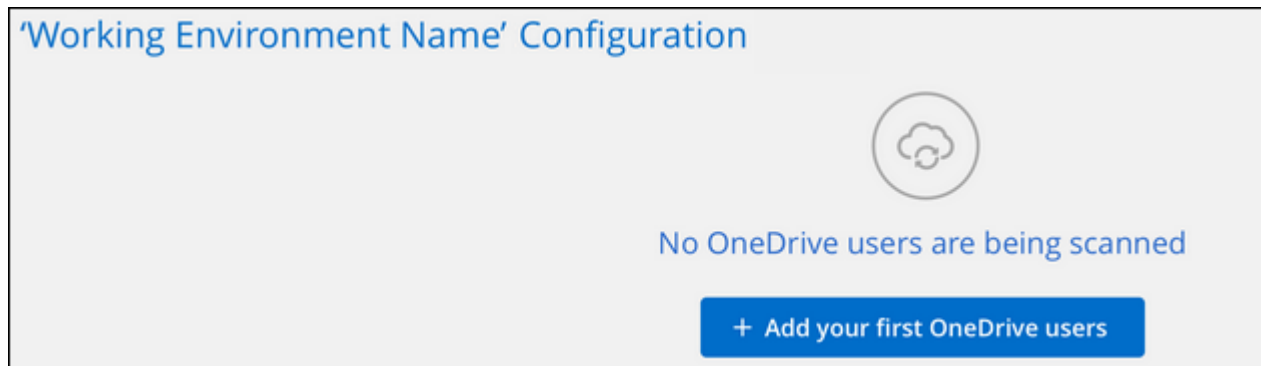 ‘Working Environment Name’ Configuration
No OneDrive users are being scanned
+ Add your first OneDrive users